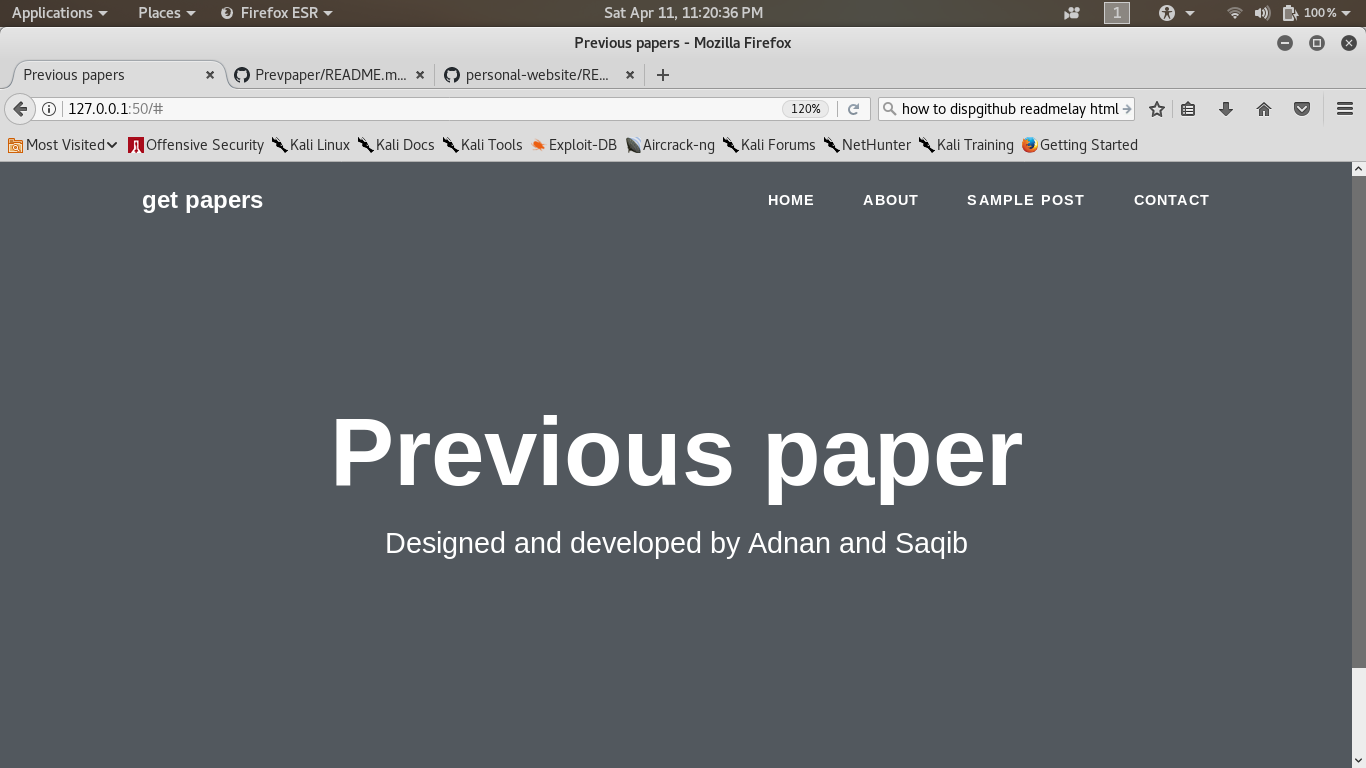 Applications Places Firefox ESR Sat Apr 11, 11:20:36 PM 1 100%
Previous papers - Mozilla Firefox
Previous papers Prevpaper/README.m... personal-website/RE...
127.0.0.1:50/# 120% how to dispgithub readmelay html
Most Visited Offensive Security Kali Linux Kali Docs Kali Tools Exploit-DB Aircrack-ng Kali Forums NetHunter Kali Training Getting Started
get papers HOME ABOUT SAMPLE POST CONTACT
Previous paper
Designed and developed by Adnan and Saqib